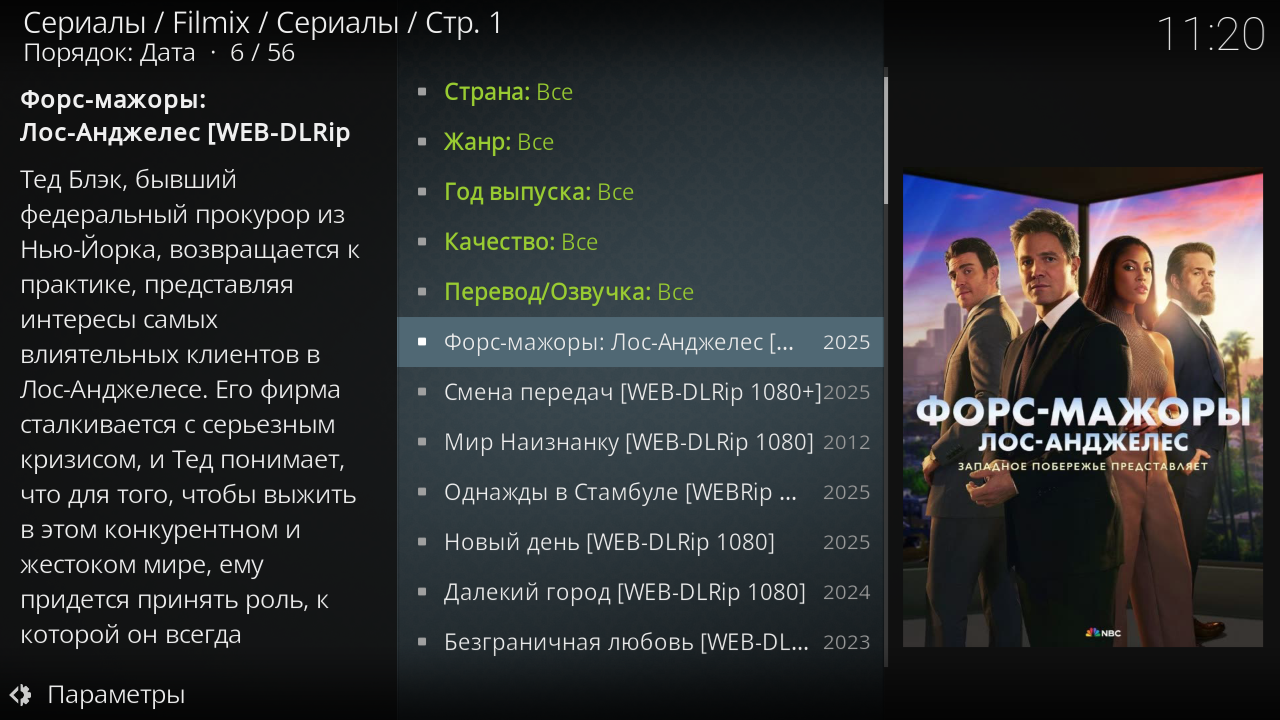 Сериалы / Filmix / Сериалы / Стр. 1
Порядок: Дата · 6 / 56
11:20
Форс-мажоры:
Лос-Анджелес [WEB-DLRip
Тед Блэк, бывший
федеральный прокурор из
Нью-Йорка, возвращается к
практике, представляя
интересы самых
влиятельных клиентов в
Лос-Анджелесе. Его фирма
сталкивается с серьезным
кризисом, и Тед понимает,
что для того, чтобы выжить
в этом конкурентном и
жестоком мире, ему
придется принять роль, к
которой он всегда
Страна: Все
Жанр: Все
Год выпуска: Все
Качество: Все
Перевод/Озвучка: Все
Форс-мажоры: Лос-Анджелес [... 2025
Смена передач [WEB-DLRip 1080+] 2025
Мир Наизнанку [WEB-DLRip 1080] 2012
Однажды в Стамбуле [WEBRip ... 2025
Новый день [WEB-DLRip 1080] 2025
Далекий город [WEB-DLRip 1080] 2024
Безграничная любовь [WEB-DL... 2023
ФОРС-МАЖОРЫ
ЛОС-АНДЖЕЛЕС
ЗАПАДНОЕ ПОБЕРЕЖЬЕ ПРЕДСТАВЛЯЕТ
NBC
Параметры